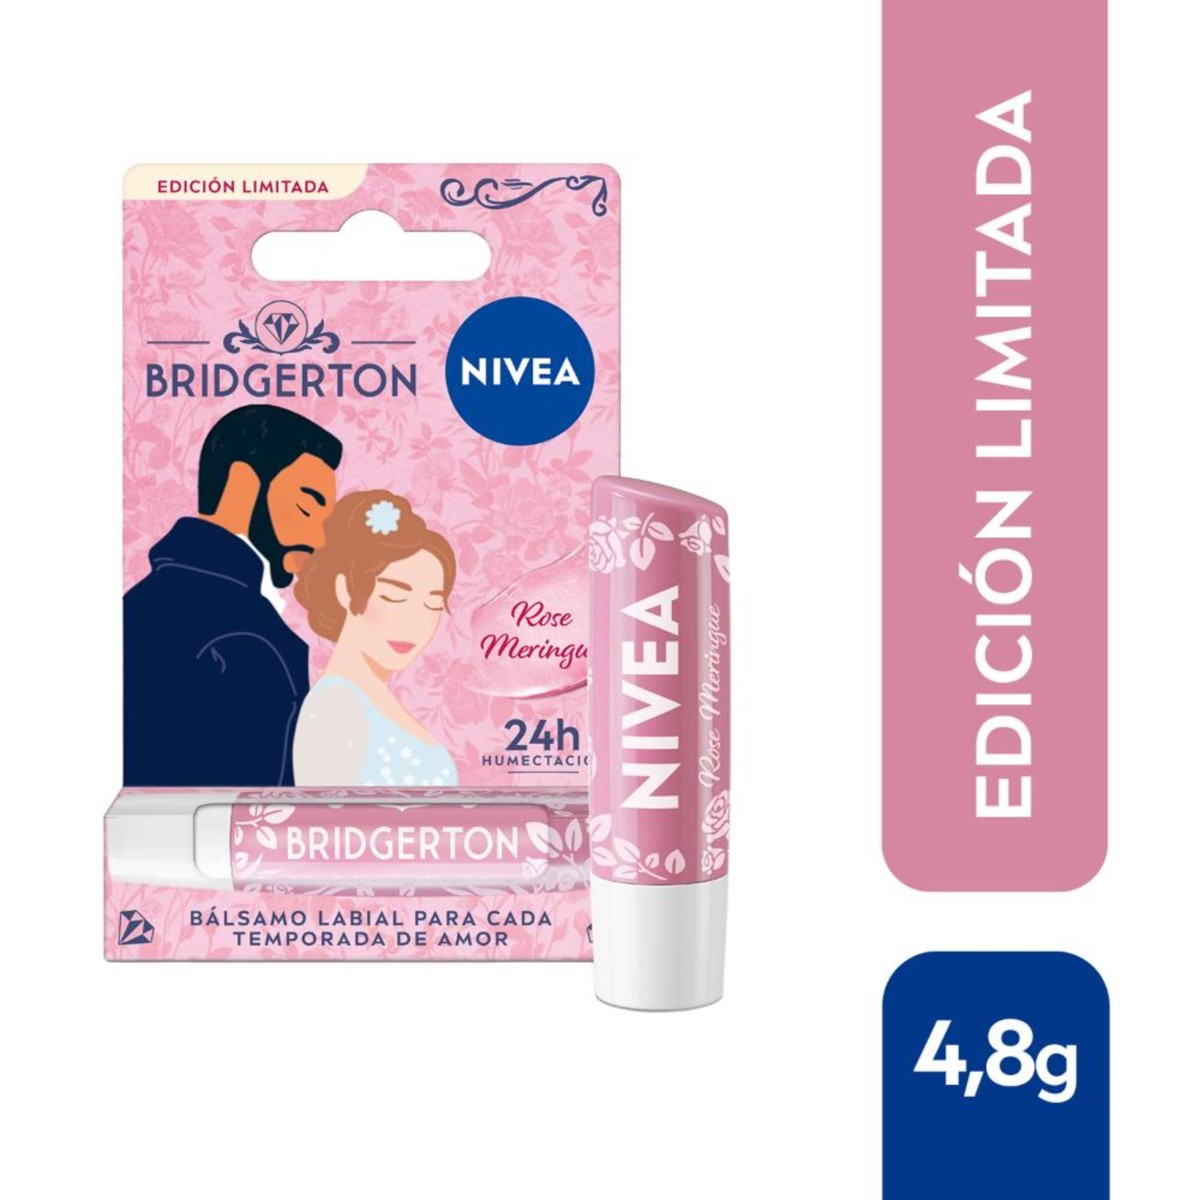 EDICIÓN LIMITADA
BRIDGERTON
NIVEA
Rose
24h
BRIDGERTON
BÁLSAMO LABIAL PARA CADA
TEMPORADA DE AMOR
NIVEA
Rose Meringue
EDICIÓN LIMITADA
4,8g